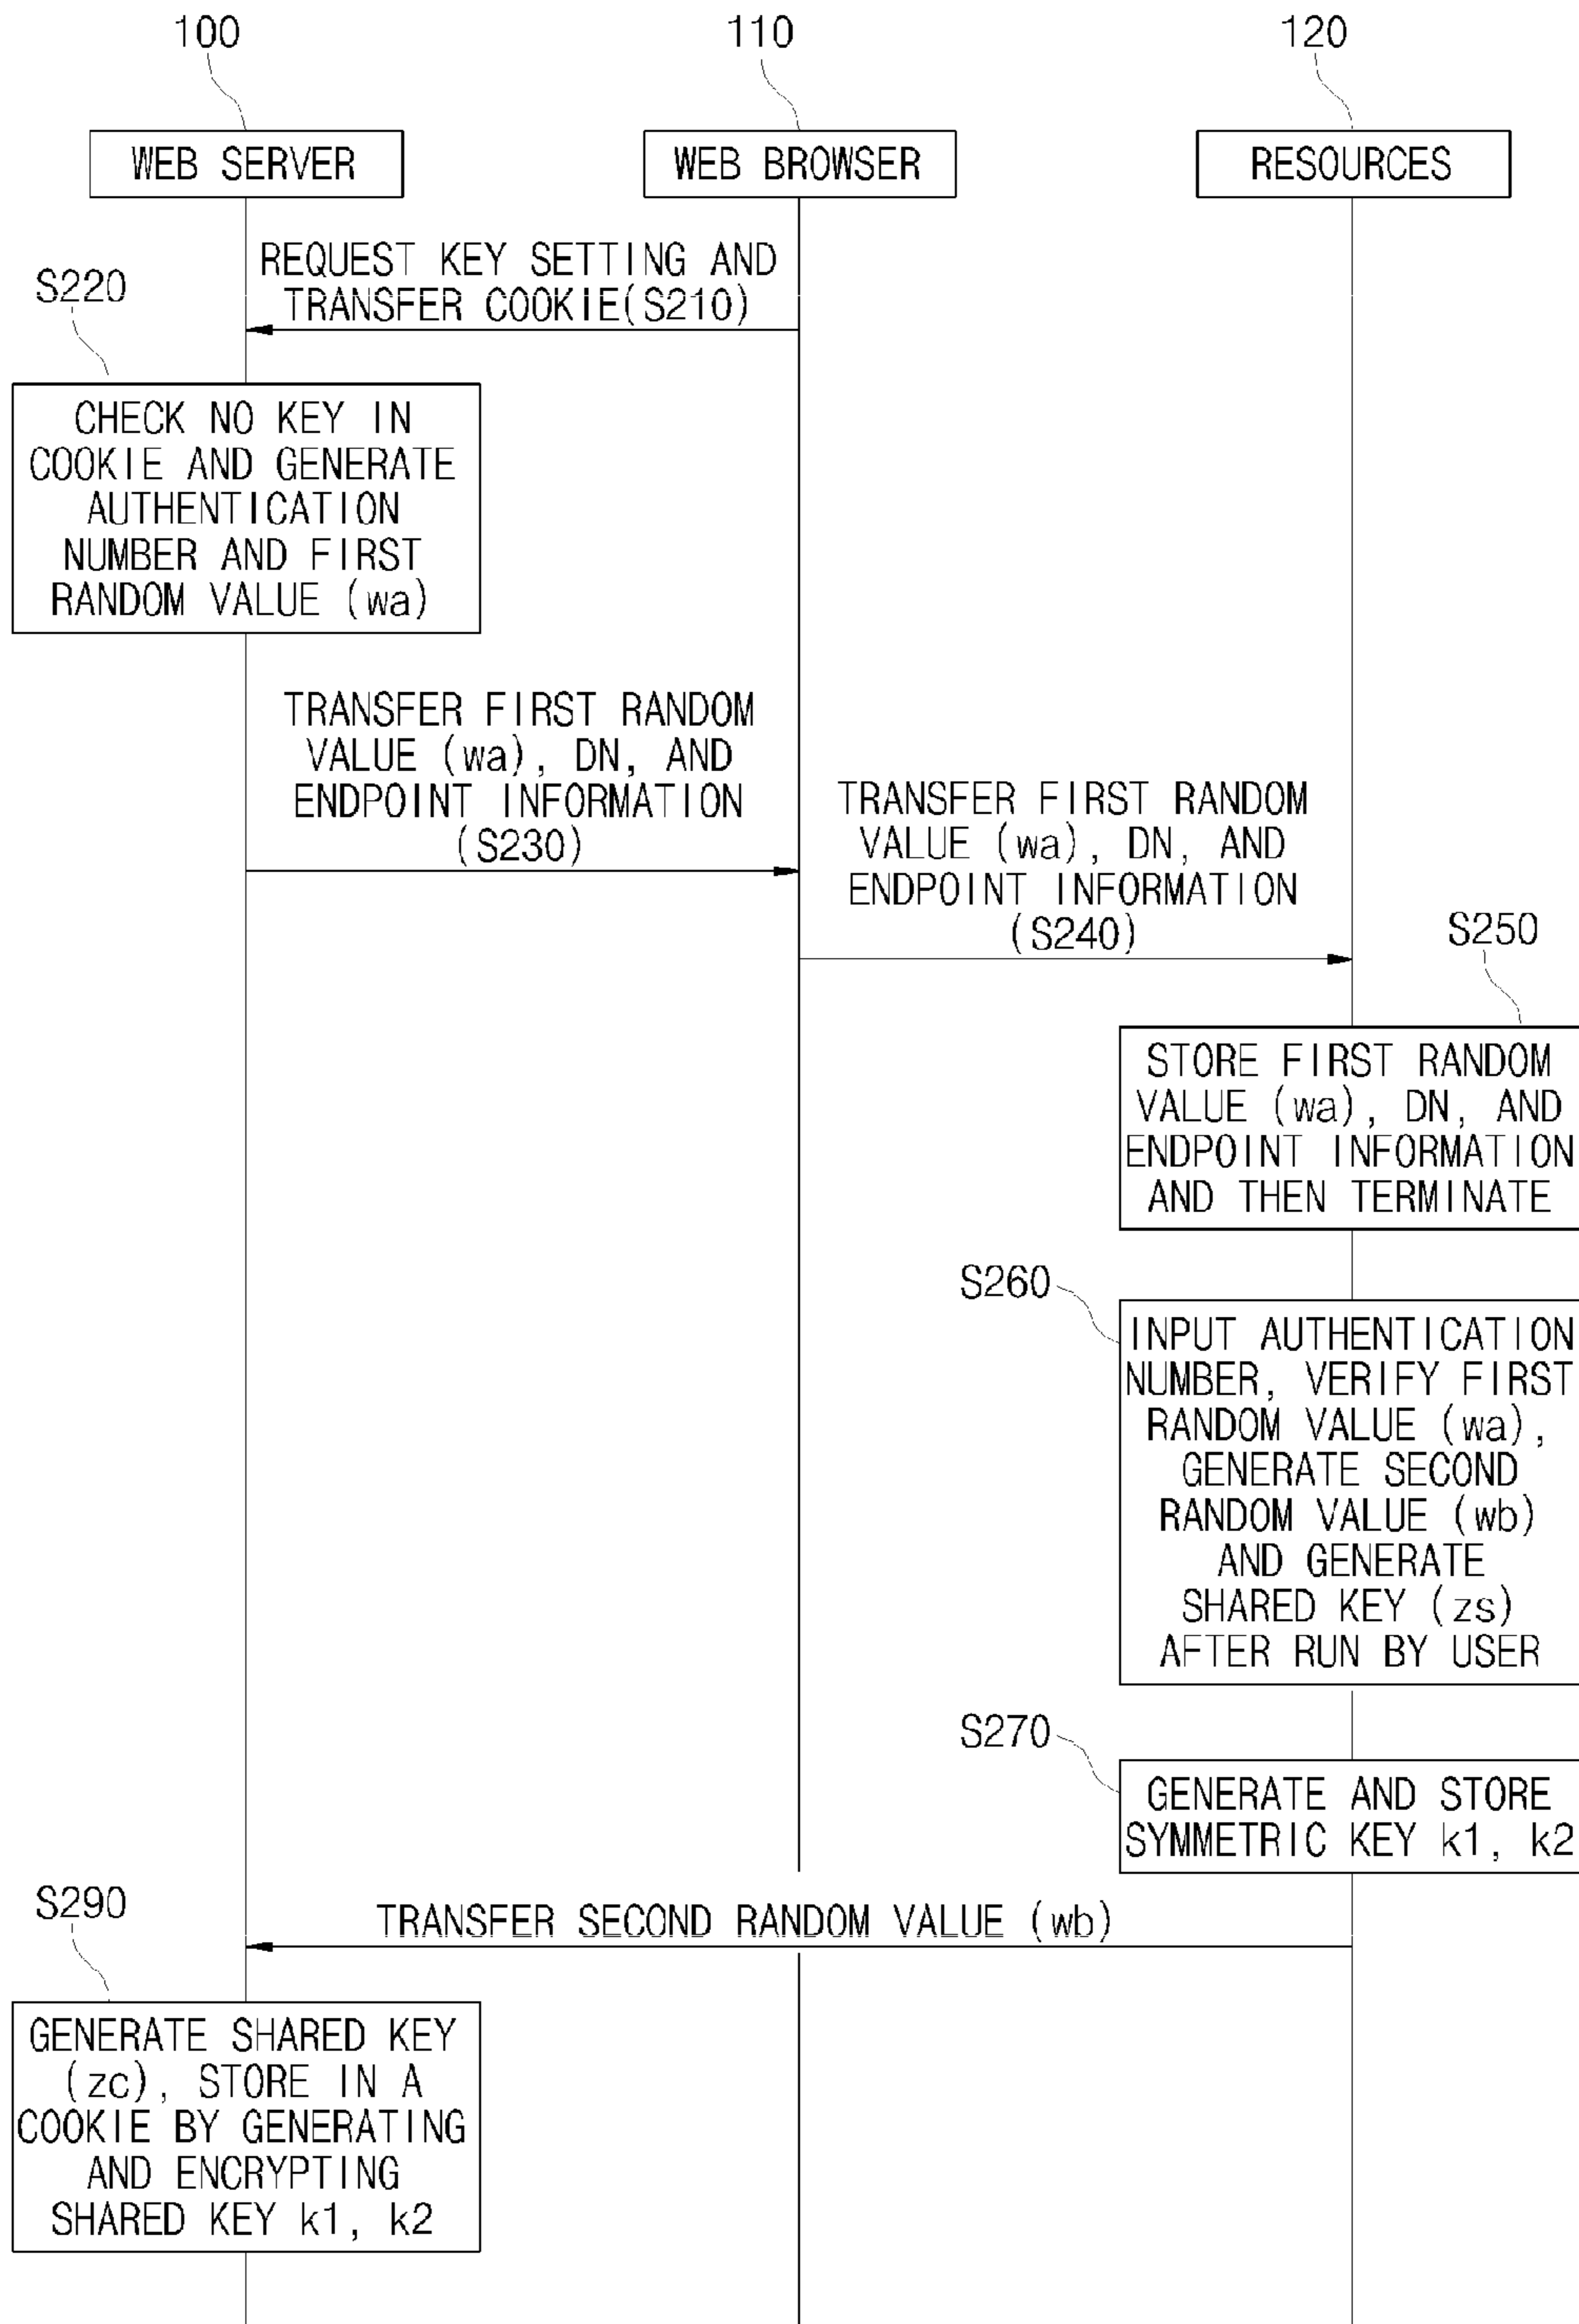 100
110
120
WEB SERVER
WEB BROWSER
RESOURCES
REQUEST KEY SETTING AND
TRANSFER COOKIE(S210)
S220
CHECK NO KEY IN
COOKIE AND GENERATE
AUTHENTICATION
NUMBER AND FIRST
RANDOM VALUE (wa)
TRANSFER FIRST RANDOM
VALUE (wa), DN, AND
ENDPOINT INFORMATION
(S230)
TRANSFER FIRST RANDOM
VALUE (wa), DN, AND
ENDPOINT INFORMATION
(S240)
S250
STORE FIRST RANDOM
VALUE (wa), DN, AND
ENDPOINT INFORMATION
AND THEN TERMINATE
S260
INPUT AUTHENTICATION
NUMBER, VERIFY FIRST
RANDOM VALUE (wa),
GENERATE SECOND
RANDOM VALUE (wb)
AND GENERATE
SHARED KEY (zs)
AFTER RUN BY USER
S270
GENERATE AND STORE
SYMMETRIC KEY k1, k2
TRANSFER SECOND RANDOM VALUE (wb)
S290
GENERATE SHARED KEY
(zc), STORE IN A
COOKIE BY GENERATING
AND ENCRYPTING
SHARED KEY k1, k2